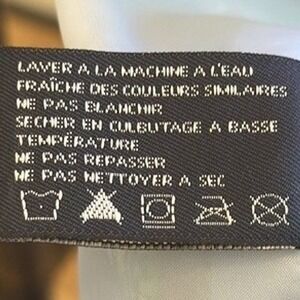 LAVER A LA MACHINE A L'EAU
FRAÎCHE DES COULEURS SIMILAIRES
NE PAS BLANCHIR
SECHER EN CULBUTAGE A BASSE
TEMPÉRATURE
NE PAS REPASSER
NE PAS NETTOYER A SEC